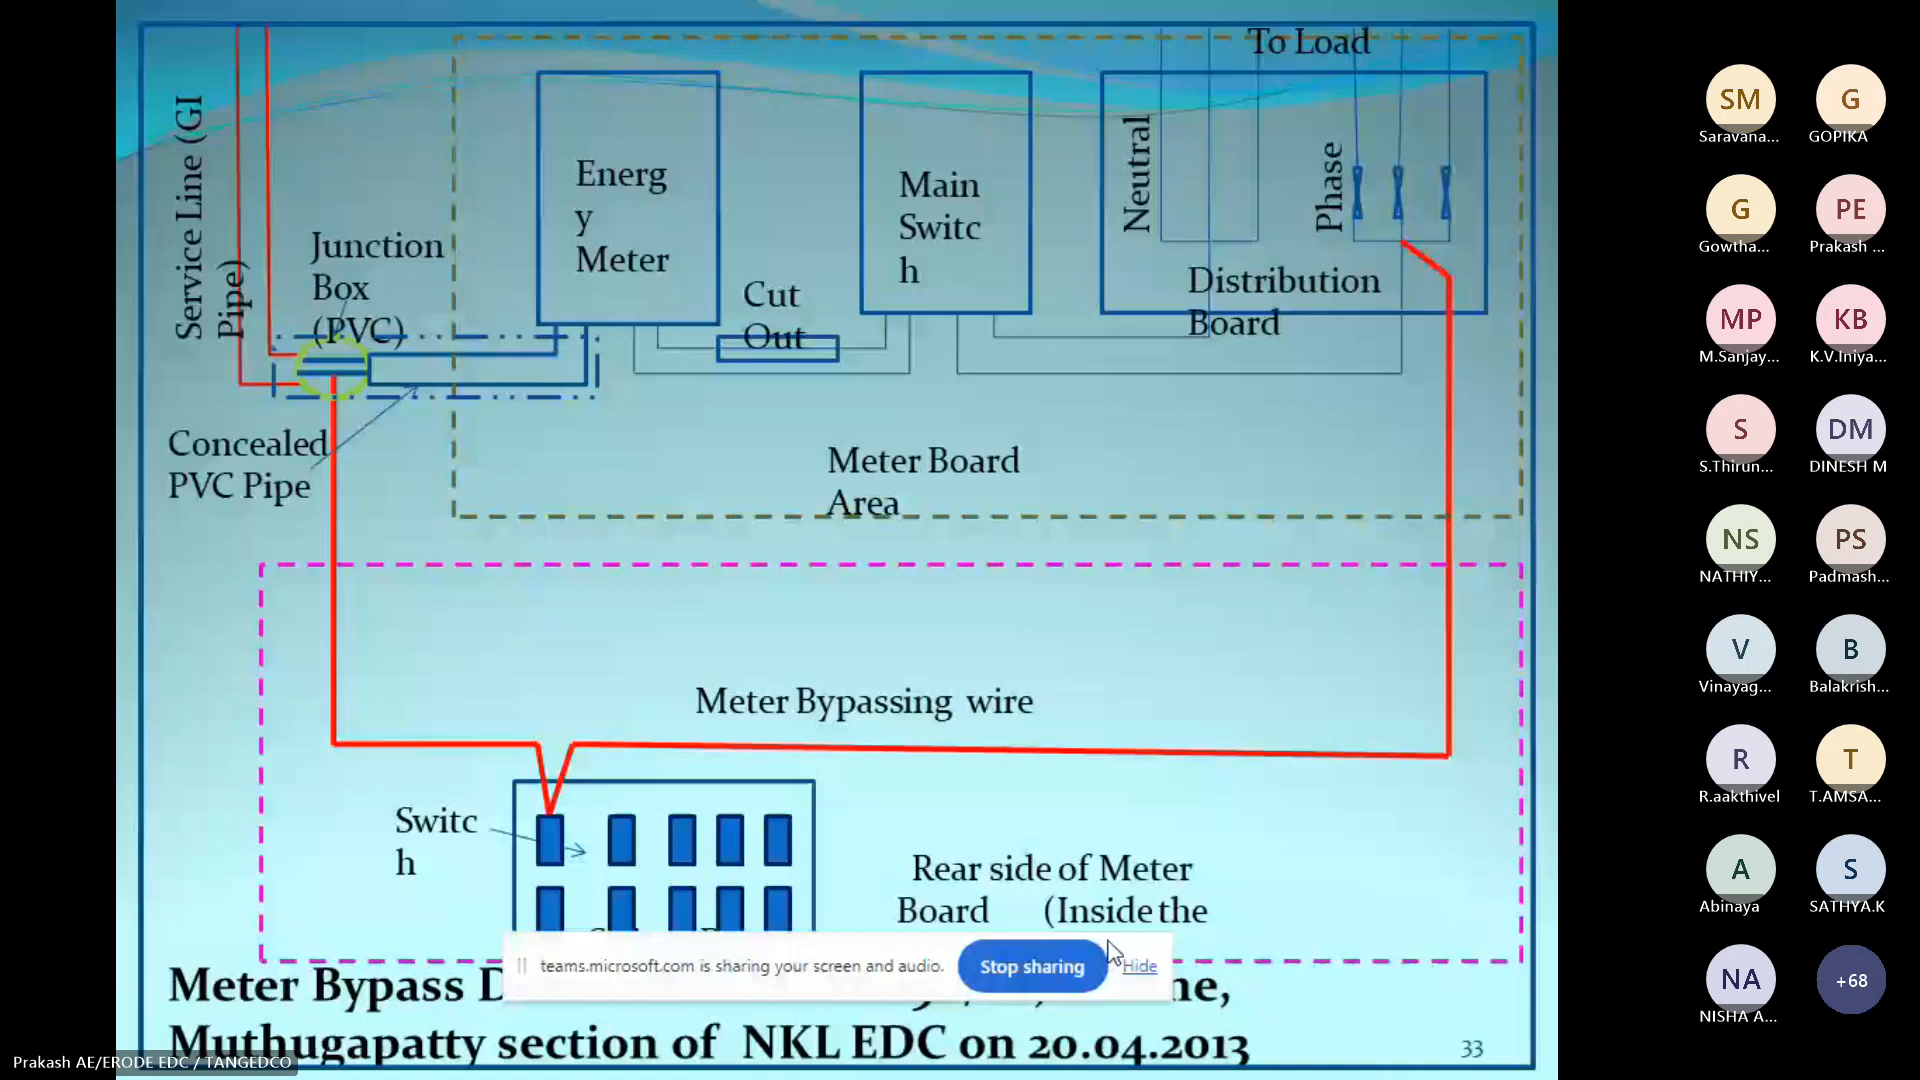 To Load
Service Line (GI
Pipe)
Junction
Box
(PVC)
Energ
y
Meter
Cut
Out
Main
Switc
h
Neutral
Phase
Distribution
Board
Concealed
PVC Pipe
Meter Board
Area
Meter Bypassing wire
Switc
h
Rear side of Meter
Board (Inside the
teams.microsoft.com is sharing your screen and audio.
Stop sharing
Hide
Meter Bypass
Muthugapatty section of NKL EDC on 20.04.2013
33
Prakash AE/ERODE EDC / TANGEDCO
SM
Saravana...
G
GOPIKA
G
Gowtha...
PE
Prakash ...
MP
M.Sanjay...
KB
K.V.Iniya...
S
S.Thirun...
DM
DINESH M
NS
NATHIY...
PS
Padmash...
V
Vinayag...
B
Balakrish...
R
R.aakthivel
T
T.AMSA...
A
Abinaya
S
SATHYA.K
NA
NISHA A...
+68